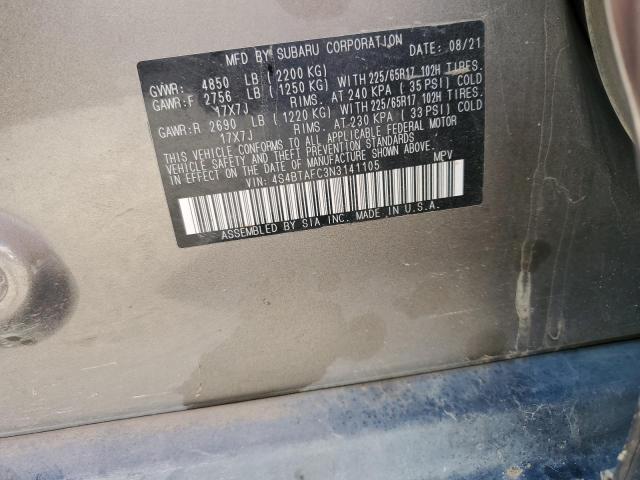 MFD BY SUBARU CORPORATION DATE: 08/21
GVWR: 4850 LB (2200 KG)
GAWR:F 2756 LB (1250 KG) WITH 225/65R17 102H TIRES.
17X7J RIMS. AT 240 KPA (35 PSI) COLD
GAWR:R 2690 LB (1220 KG) WITH 225/65R17 102H TIRES.
17X7J RIMS. AT 230 KPA (33 PSI) COLD
THIS VEHICLE CONFORMS TO ALL APPLICABLE FEDERAL MOTOR
VEHICLE SAFETY, BUMPER, AND THEFT PREVENTION STANDARDS
IN EFFECT ON THE DATE OF MANUFACTURE SHOWN ABOVE.
VIN: 4S4BTAFC3N3141105 MPV
ASSEMBLED BY SIA INC. MADE IN U.S.A.